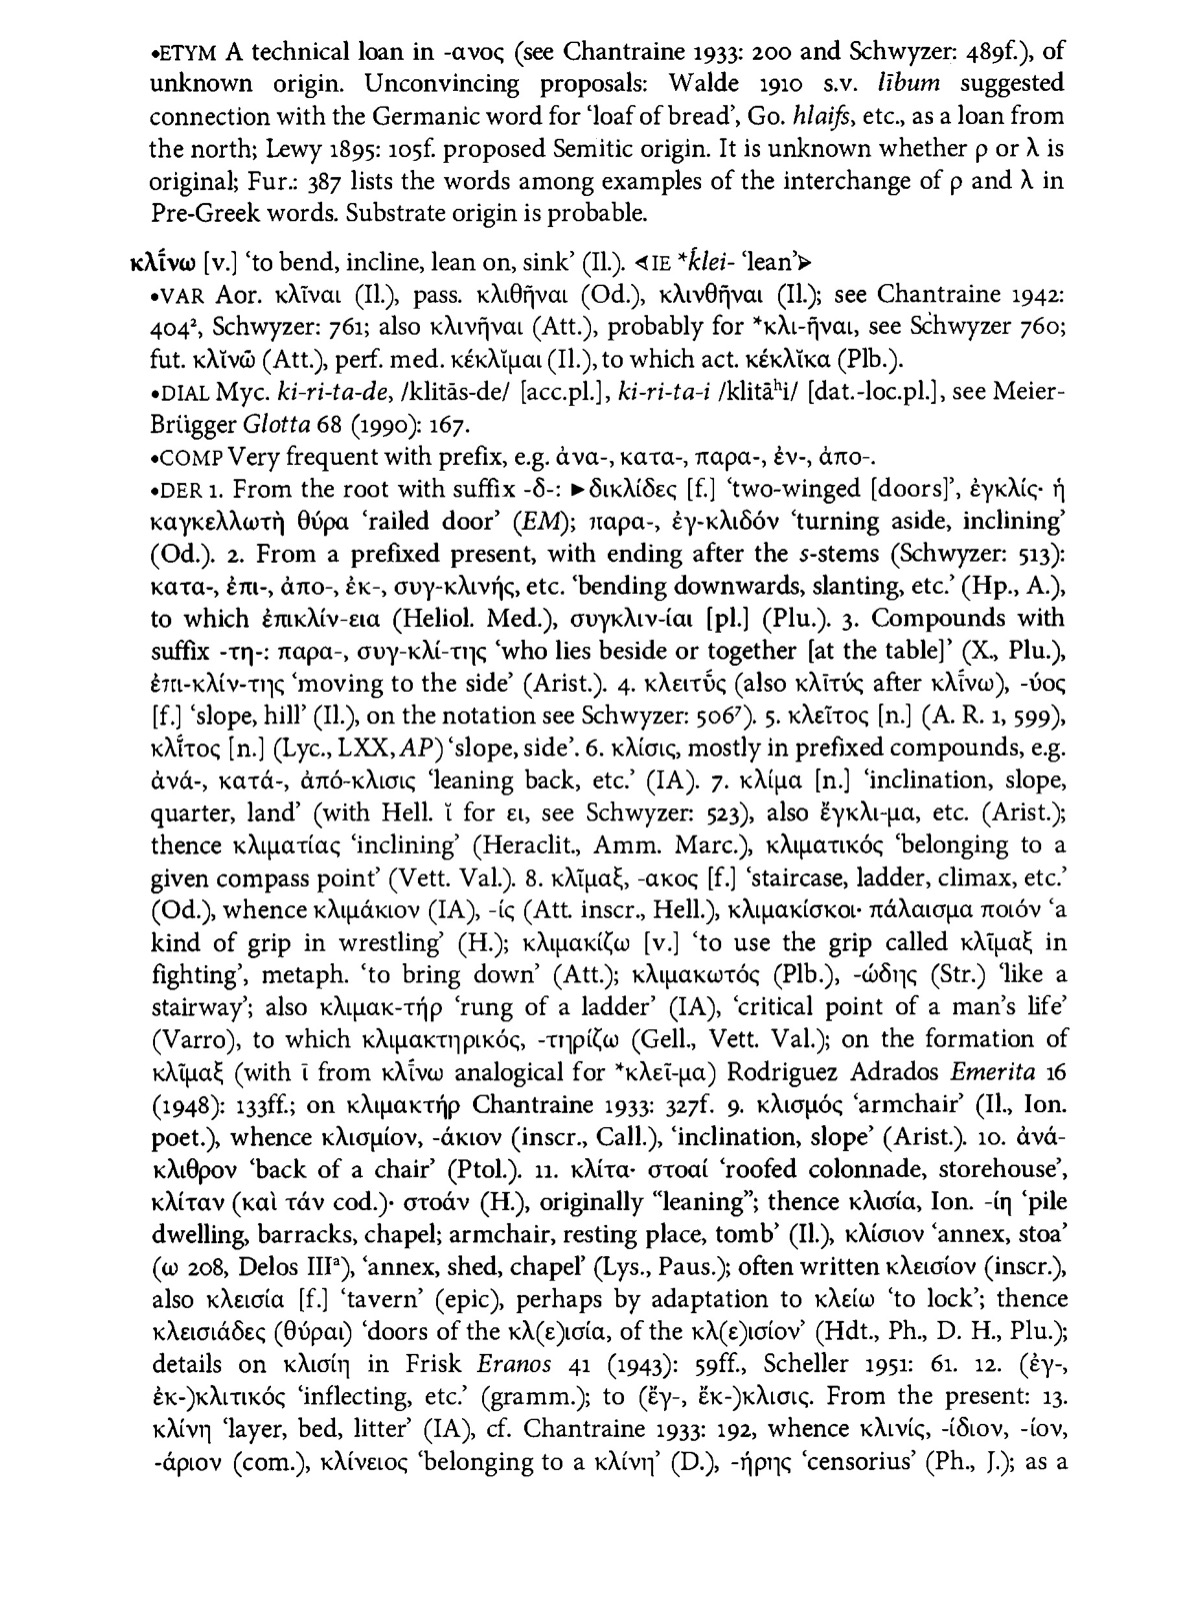 •ETYM A technical loan in -ανος (see Chantraine 1933: 200 and Schwyzer: 489f.), of
unknown origin. Unconvincing proposals: Walde 1910 s.v. lībum suggested
connection with the Germanic word for ‘loaf of bread’, Go. hlaifs, etc., as a loan from
the north; Lewy 1895: 105f. proposed Semitic origin. It is unknown whether ρ or λ is
original; Fur.: 387 lists the words among examples of the interchange of ρ and λ in
Pre-Greek words. Substrate origin is probable.
κλί̄νω [v.] ‘to bend, incline, lean on, sink’ (Il.). ⋖IE *ḱlei- ‘lean’⋗
•VAR Aor. κλῖναι (Il.), pass. κλιθῆναι (Od.), κλινθῆναι (Il.); see Chantraine 1942:
404², Schwyzer: 761; also κλινῆναι (Att.), probably for *κλι-ῆναι, see Schwyzer 760;
fut. κλῐνῶ (Att.), perf. med. κέκλῐμαι (Il.), to which act. κέκλῐκα (Plb.).
•DIAL Myc. ki-ri-ta-de, /klitās-de/ [acc.pl.], ki-ri-ta-i /klitāʰi/ [dat.-loc.pl.], see Meier-
Brügger Glotta 68 (1990): 167.
•COMP Very frequent with prefix, e.g. ἀνα-, κατα-, παρα-, ἐν-, ἀπο-.
•DER 1. From the root with suffix -δ-: ►δικλίδες [f.] ‘two-winged [doors]’, ἐγκλίς· ἡ
καγκελλωτὴ θύρα ‘railed door’ (EM); παρα-, ἐγ-κλιδόν ‘turning aside, inclining’
(Od.). 2. From a prefixed present, with ending after the s-stems (Schwyzer: 513):
κατα-, ἐπι-, ἀπο-, ἐκ-, συγ-κλινής, etc. ‘bending downwards, slanting, etc.’ (Hp., A.),
to which ἐπικλίν-εια (Heliol. Med.), συγκλιν-ίαι [pl.] (Plu.). 3. Compounds with
suffix -τη-: παρα-, συγ-κλί-της ‘who lies beside or together [at the table]’ (X., Plu.),
ἐπι-κλίν-της ‘moving to the side’ (Arist.). 4. κλειτύ̄ς (also κλῑτύς after κλί̄νω), -ύος
[f.] ‘slope, hill’ (Il.), on the notation see Schwyzer: 506⁷). 5. κλεῖτος [n.] (A. R. 1, 599),
κλί̆τος [n.] (Lyc., LXX, AP) ‘slope, side’. 6. κλίσις, mostly in prefixed compounds, e.g.
ἀνά-, κατά-, ἀπό-κλισις ‘leaning back, etc.’ (IA). 7. κλίμα [n.] ‘inclination, slope,
quarter, land’ (with Hell. ῐ for ει, see Schwyzer: 523), also ἔγκλι-μα, etc. (Arist.);
thence κλιματίας ‘inclining’ (Heraclit., Amm. Marc.), κλιματικός ‘belonging to a
given compass point’ (Vett. Val.). 8. κλῖμαξ, -ακος [f.] ‘staircase, ladder, climax, etc.’
(Od.), whence κλιμάκιον (IA), -ίς (Att. inscr., Hell.), κλιμακίσκοι· πάλαισμα ποιόν ‘a
kind of grip in wrestling’ (H.); κλιμακίζω [v.] ‘to use the grip called κλῖμαξ in
fighting’, metaph. ‘to bring down’ (Att.); κλιμακωτός (Plb.), -ώδης (Str.) ‘like a
stairway’; also κλιμακ-τήρ ‘rung of a ladder’ (IA), ‘critical point of a man’s life’
(Varro), to which κλιμακτηρικός, -τηρίζω (Gell., Vett. Val.); on the formation of
κλῖμαξ (with ῑ from κλί̄νω analogical for *κλεῖ-μα) Rodriguez Adrados Emerita 16
(1948): 133ff.; on κλιμακτήρ Chantraine 1933: 327f. 9. κλισμός ‘armchair’ (Il., Ion.
poet.), whence κλισμίον, -άκιον (inscr., Call.), ‘inclination, slope’ (Arist.). 10. ἀνά-
κλιθρον ‘back of a chair’ (Ptol.). 11. κλίτα· στοαί ‘roofed colonnade, storehouse’,
κλίταν (καὶ τάν cod.)· στοάν (H.), originally “leaning”; thence κλισία, Ion. -ίη ‘pile
dwelling, barracks, chapel; armchair, resting place, tomb’ (Il.), κλίσιον ‘annex, stoa’
(ω 208, Delos IIIª), ‘annex, shed, chapel’ (Lys., Paus.); often written κλεισίον (inscr.),
also κλεισία [f.] ‘tavern’ (epic), perhaps by adaptation to κλείω ‘to lock’; thence
κλεισιάδες (θύραι) ‘doors of the κλ(ε)ισία, of the κλ(ε)ισίον’ (Hdt., Ph., D. H., Plu.);
details on κλισίη in Frisk Eranos 41 (1943): 59ff., Scheller 1951: 61. 12. (ἐγ-,
ἐκ-)κλιτικός ‘inflecting, etc.’ (gramm.); to (ἔγ-, ἔκ-)κλισις. From the present: 13.
κλίνη ‘layer, bed, litter’ (IA), cf. Chantraine 1933: 192, whence κλινίς, -ίδιον, -ίον,
-άριον (com.), κλίνειος ‘belonging to a κλίνη’ (D.), -ήρης ‘censorius’ (Ph., J.); as a